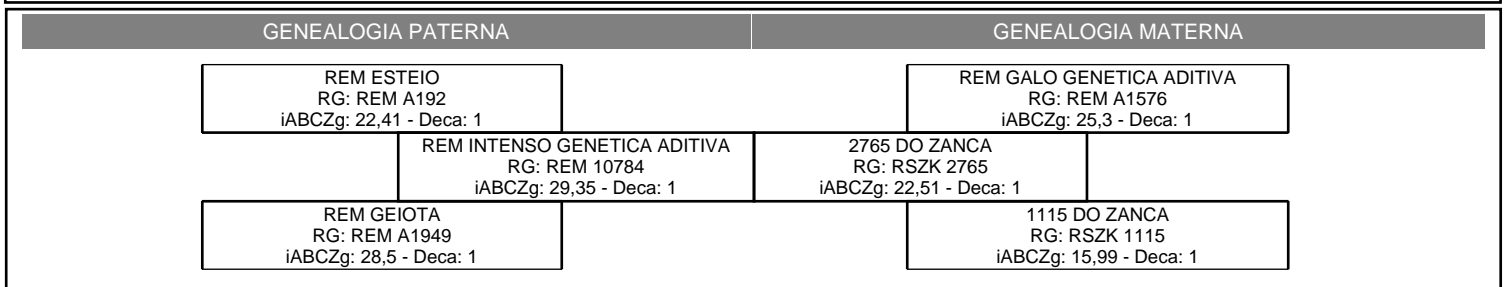 GENEALOGIA PATERNA
GENEALOGIA MATERNA
REM ESTEIO
RG: REM A192
iABCZg: 22,41 - Deca: 1
REM GALO GENETICA ADITIVA
RG: REM A1576
iABCZg: 25,3 - Deca: 1
REM INTENSO GENETICA ADITIVA
RG: REM 10784
iABCZg: 29,35 - Deca: 1
2765 DO ZANCA
RG: RSZK 2765
iABCZg: 22,51 - Deca: 1
REM GEIOTA
RG: REM A1949
iABCZg: 28,5 - Deca: 1
1115 DO ZANCA
RG: RSZK 1115
iABCZg: 15,99 - Deca: 1